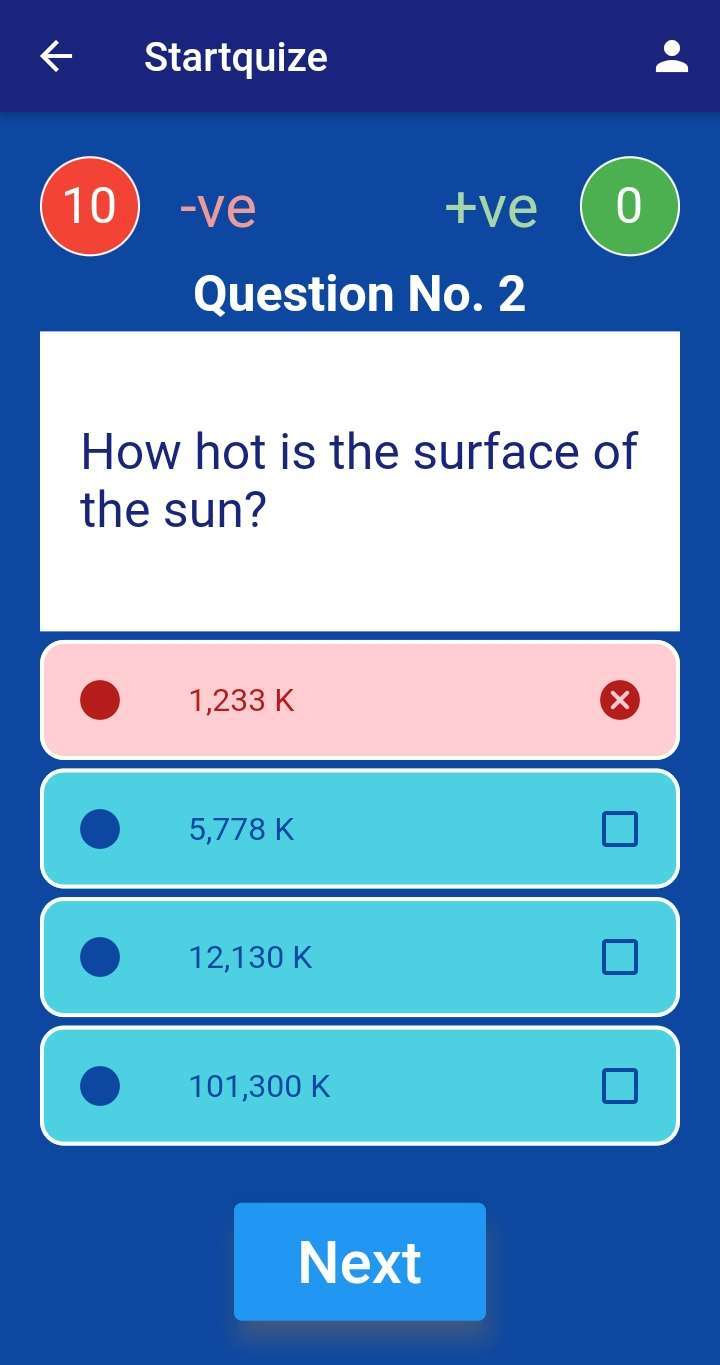 Startquize
10 -ve +ve 0
Question No. 2
How hot is the surface of
the sun?
1,233 K
5,778 K
12,130 K
101,300 K
Next